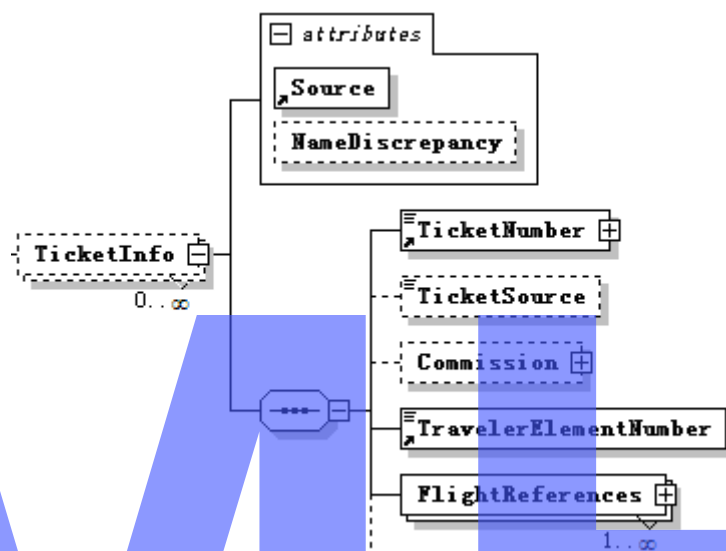 attributes
Source
NameDiscrepancy
TicketInfo
0..∞
TicketNumber
TicketSource
Commission
TravelerElementNumber
FlightReferences
1..∞